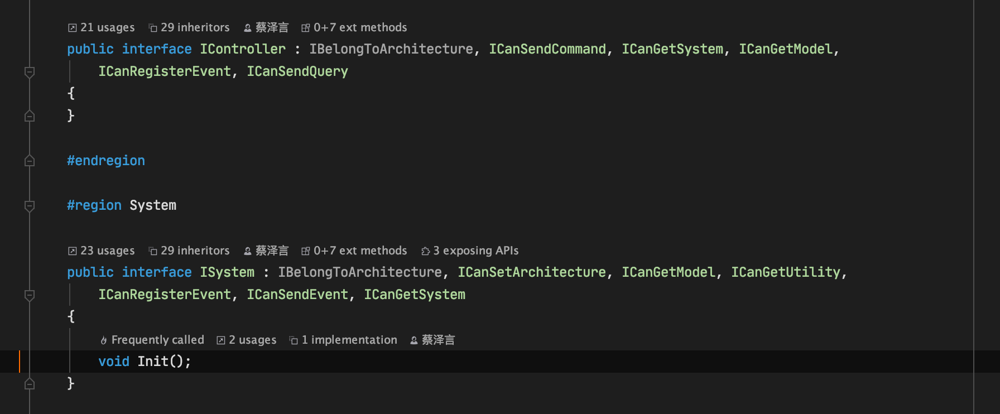 21 usages 29 inheritors 蔡泽言 0+7 ext methods
public interface IController : IBelongToArchitecture, ICanSendCommand, ICanGetSystem, ICanGetModel,
ICanRegisterEvent, ICanSendQuery
{
}
#endregion
#region System
23 usages 29 inheritors 蔡泽言 0+7 ext methods 3 exposing APIs
public interface ISystem : IBelongToArchitecture, ICanSetArchitecture, ICanGetModel, ICanGetUtility,
ICanRegisterEvent, ICanSendEvent, ICanGetSystem
{
Frequently called 2 usages 1 implementation 蔡泽言
void Init();
}